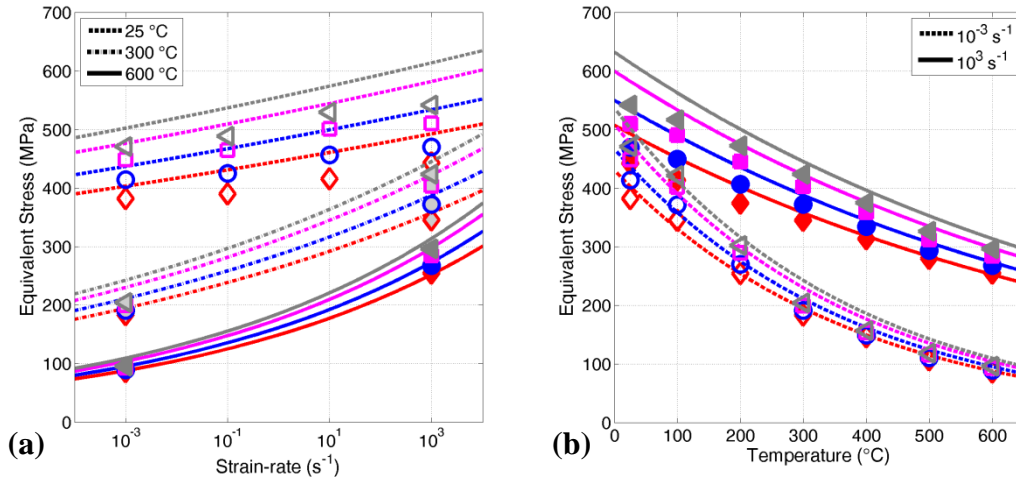 700
600
500
400
300
200
100
0
Equivalent Stress (MPa)
25 °C
300 °C
600 °C
10⁻³
10⁻¹
10¹
10³
Strain-rate (s⁻¹)
(a)
700
600
500
400
300
200
100
0
Equivalent Stress (MPa)
10⁻³ s⁻¹
10³ s⁻¹
0
100
200
300
400
500
600
Temperature (°C)
(b)